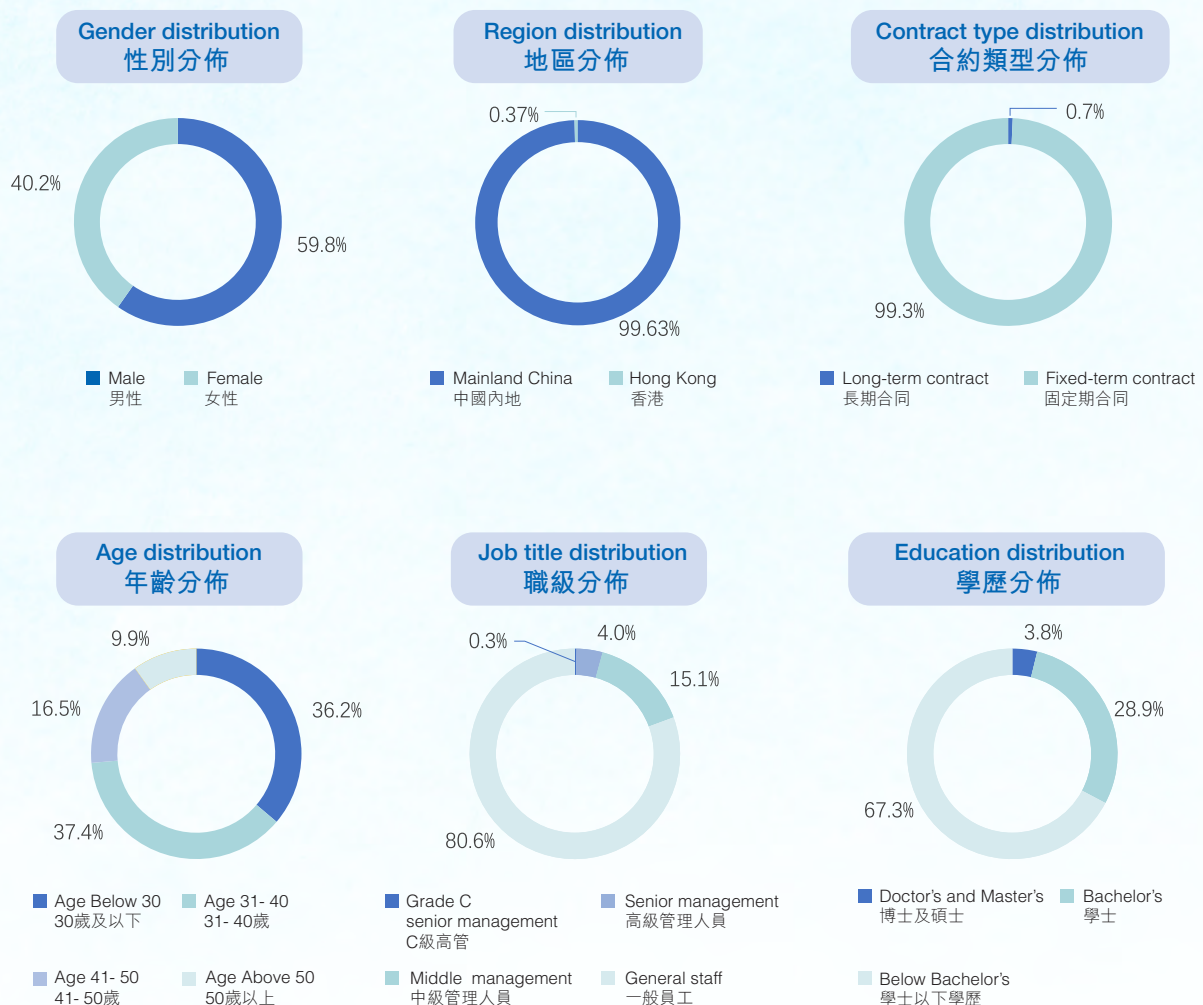 Gender distribution
性別分佈
40.2%
59.8%
Male
男性
Female
女性
Region distribution
地區分佈
0.37%
99.63%
Mainland China
中國內地
Hong Kong
香港
Contract type distribution
合約類型分佈
0.7%
99.3%
Long-term contract
長期合同
Fixed-term contract
固定期合同
Age distribution
年齡分佈
9.9%
16.5%
36.2%
37.4%
Age Below 30
30歲及以下
Age 31- 40
31- 40歲
Age 41- 50
41- 50歲
Age Above 50
50歲以上
Job title distribution
職級分佈
0.3%
4.0%
15.1%
80.6%
Grade C
senior management
C級高管
Senior management
高級管理人員
Middle management
中級管理人員
General staff
一般員工
Education distribution
學歷分佈
3.8%
28.9%
67.3%
Doctor's and Master's
博士及碩士
Bachelor's
學士
Below Bachelor's
學士以下學歷